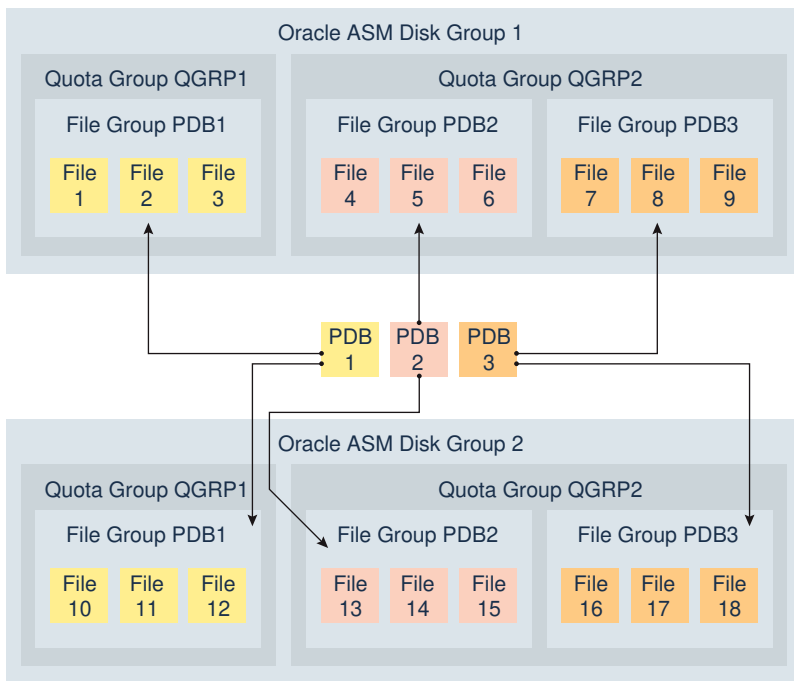 Oracle ASM Disk Group 1
Quota Group QGRP1
Quota Group QGRP2
File Group PDB1
File Group PDB2
File Group PDB3
File
1
File
2
File
3
File
4
File
5
File
6
File
7
File
8
File
9
PDB
1
PDB
2
PDB
3
Oracle ASM Disk Group 2
Quota Group QGRP1
Quota Group QGRP2
File Group PDB1
File Group PDB2
File Group PDB3
File
10
File
11
File
12
File
13
File
14
File
15
File
16
File
17
File
18